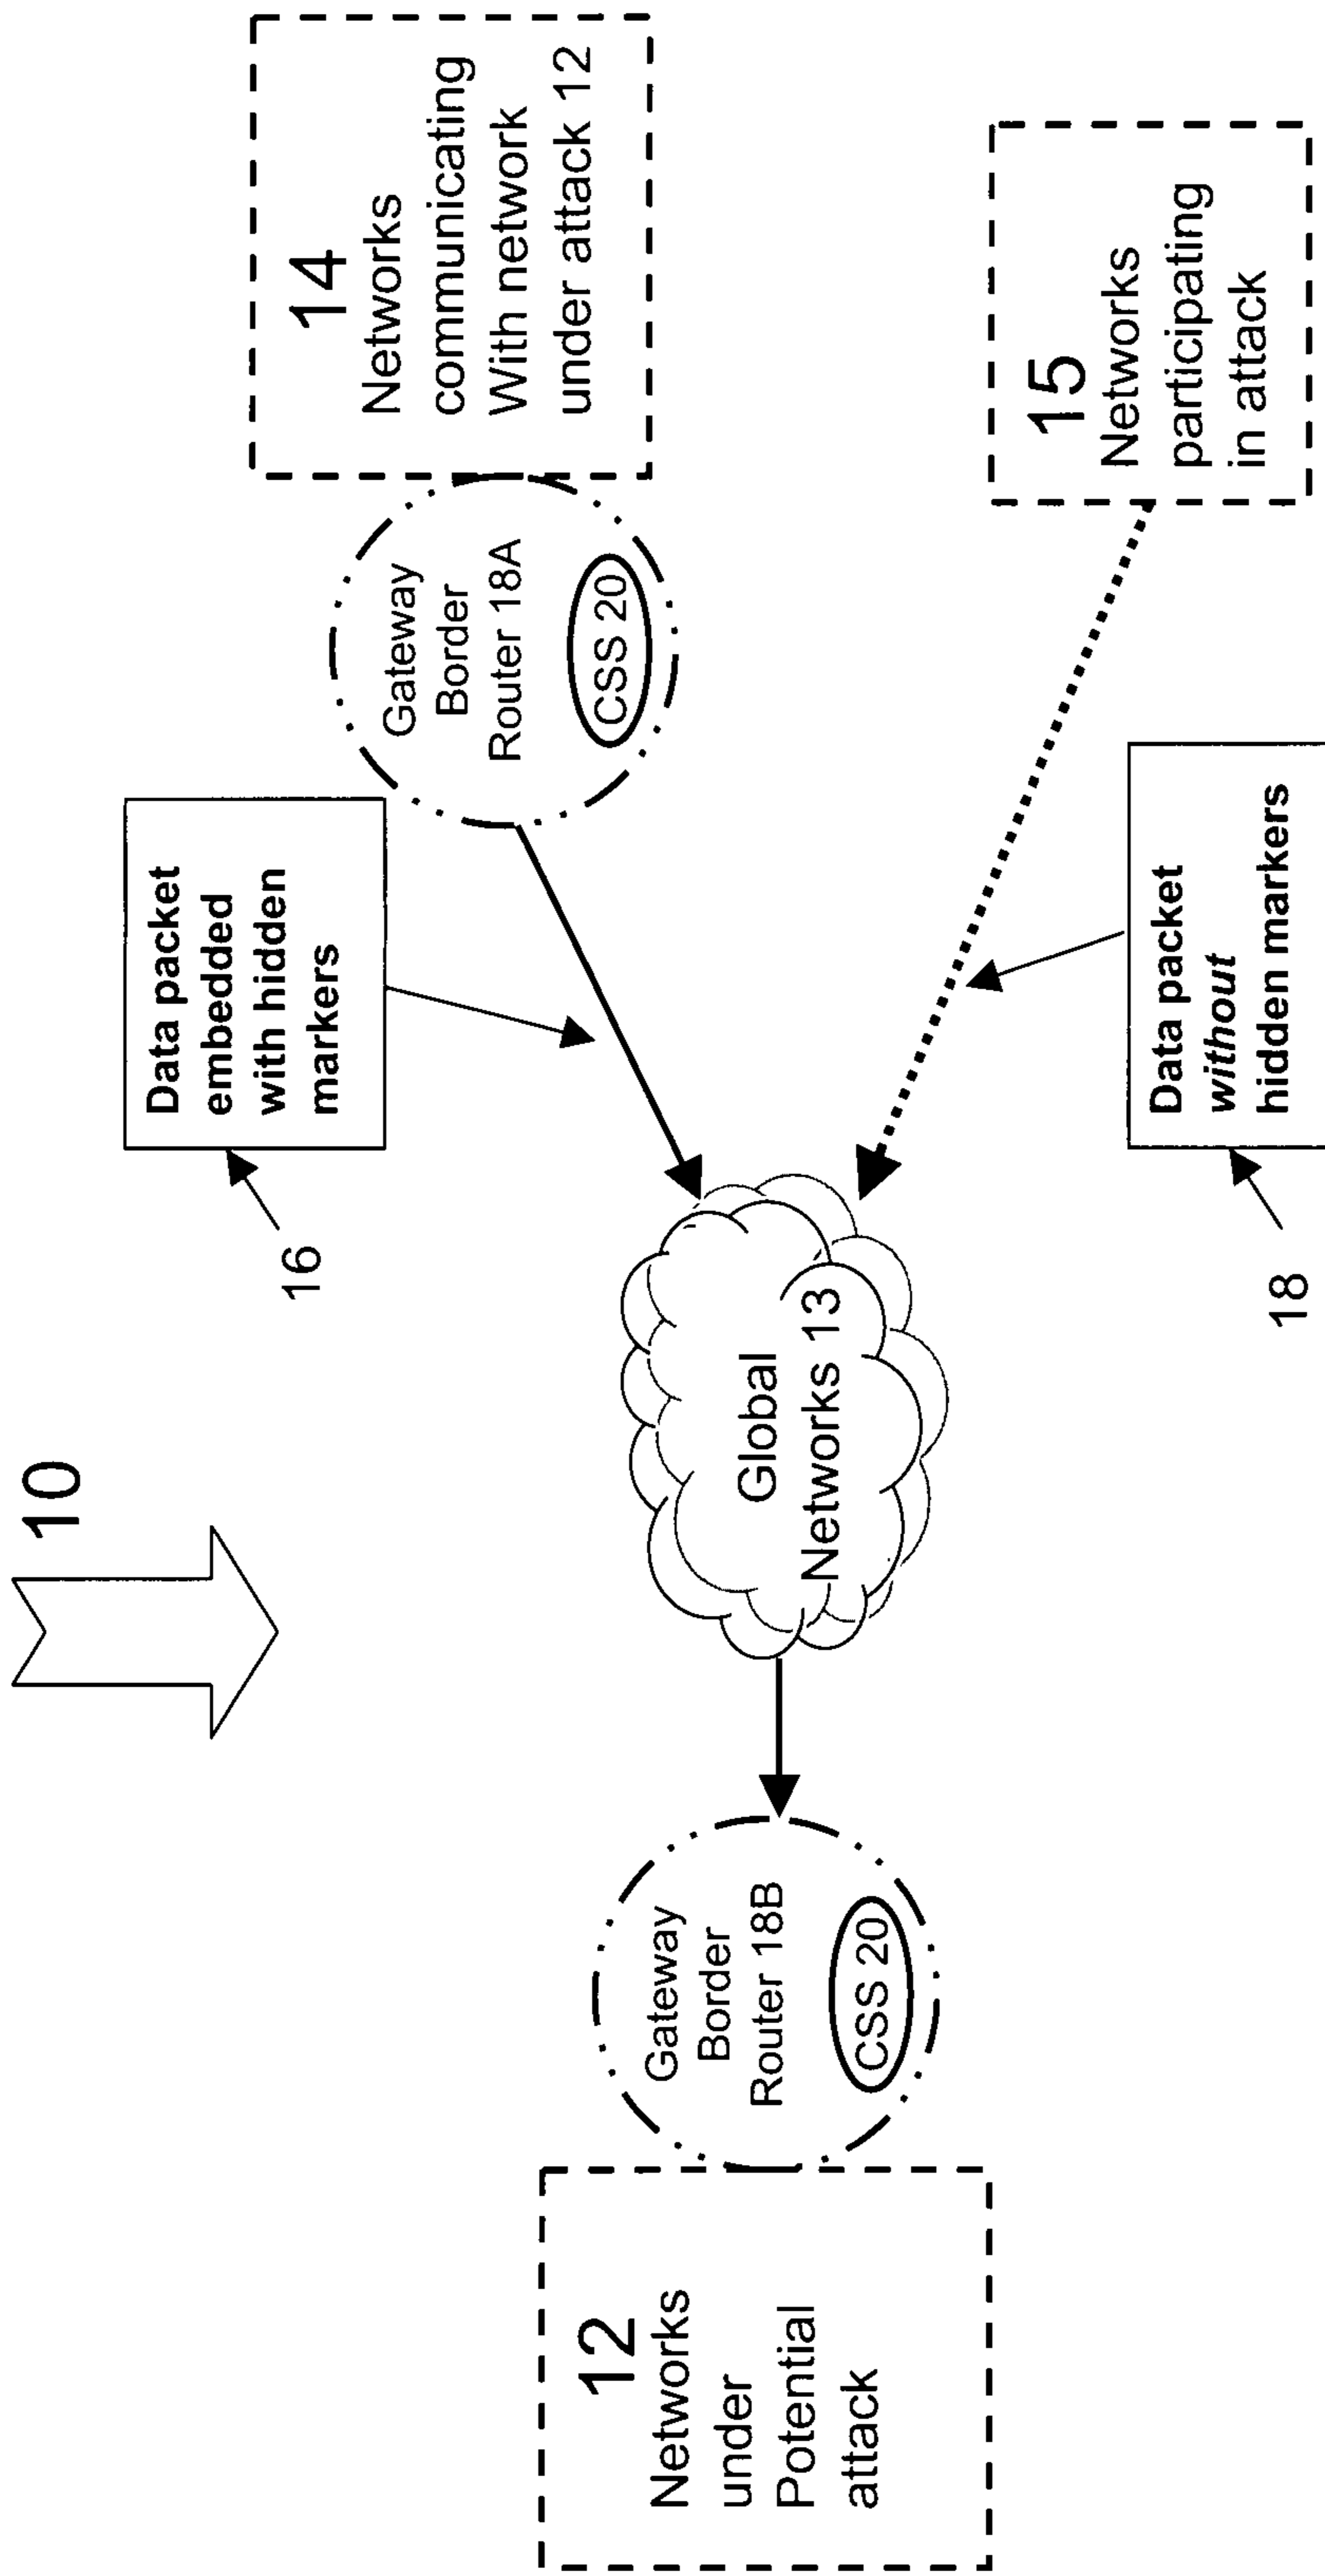 10
16
Data packet
embedded
with hidden
markers
14
Networks
communicating
With network
under attack 12
Gateway
Border
Router 18A
CSS 20
12
Networks
under
Potential
attack
Gateway
Border
Router 18B
CSS 20
Global
Networks 13
15
Networks
participating
in attack
18
Data packet
without
hidden markers